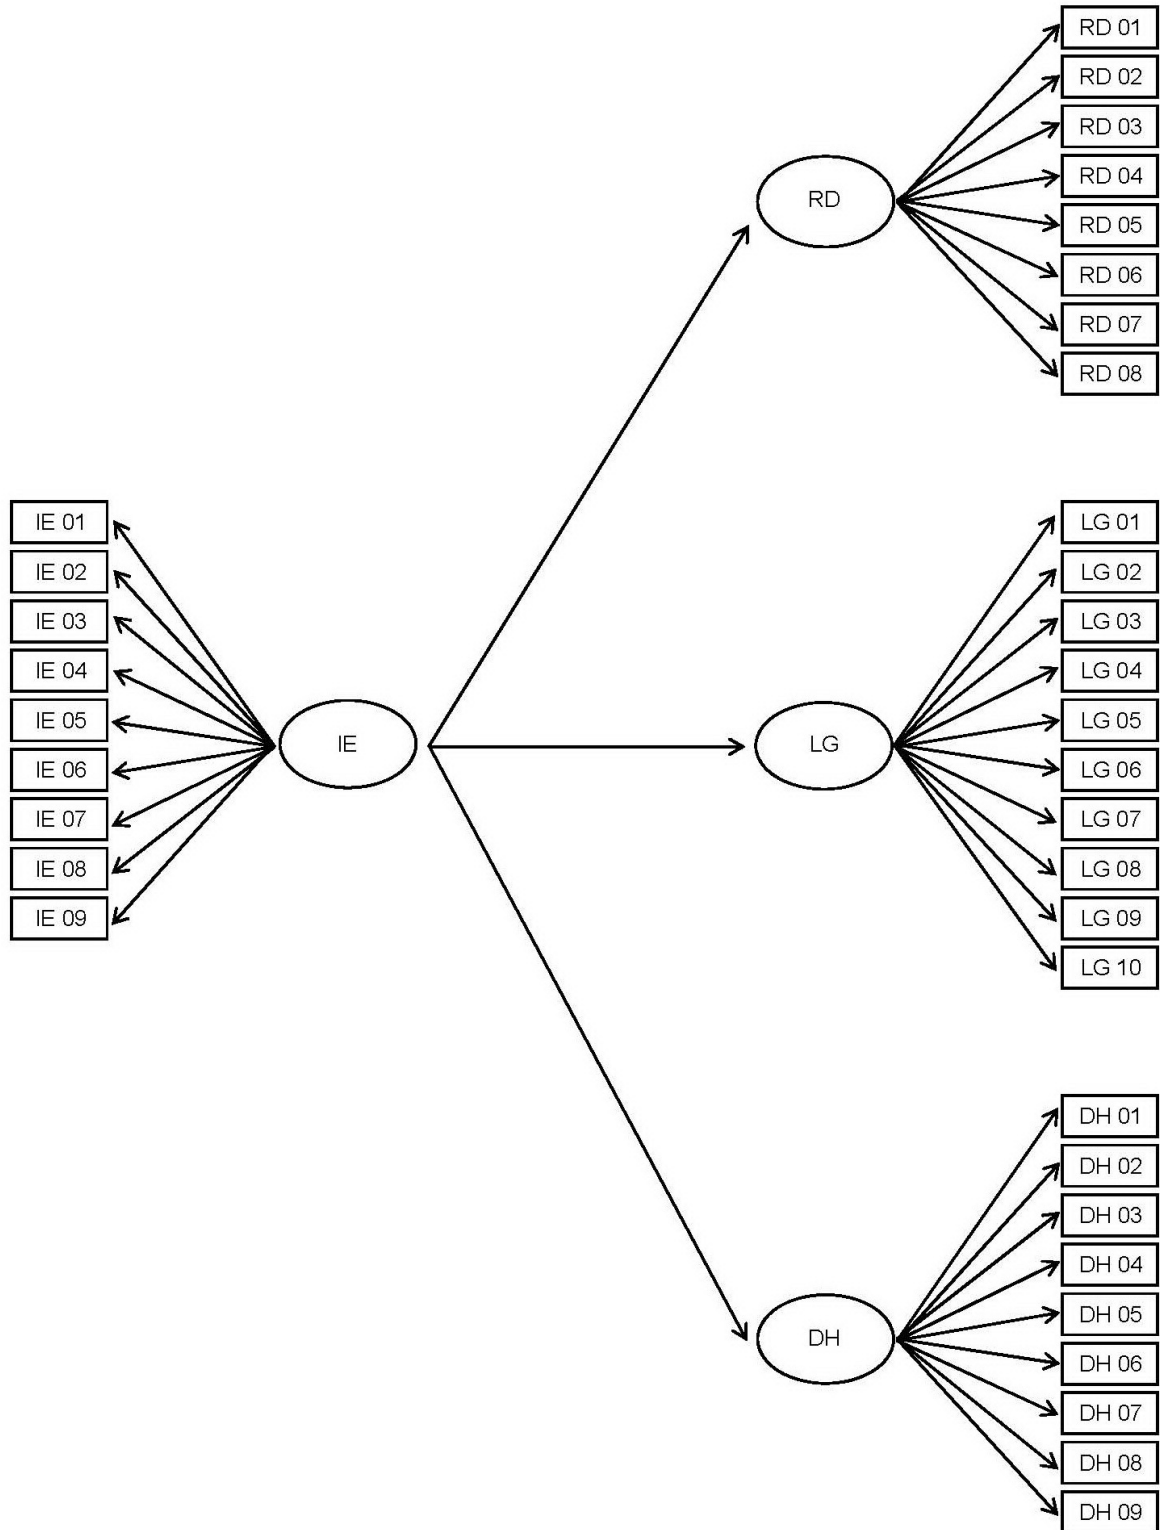 RD 01
RD 02
RD 03
RD 04
RD 05
RD 06
RD 07
RD 08
RD
IE 01
IE 02
IE 03
IE 04
IE 05
IE 06
IE 07
IE 08
IE 09
IE
LG
LG 01
LG 02
LG 03
LG 04
LG 05
LG 06
LG 07
LG 08
LG 09
LG 10
DH 01
DH 02
DH 03
DH 04
DH 05
DH 06
DH 07
DH 08
DH 09
DH